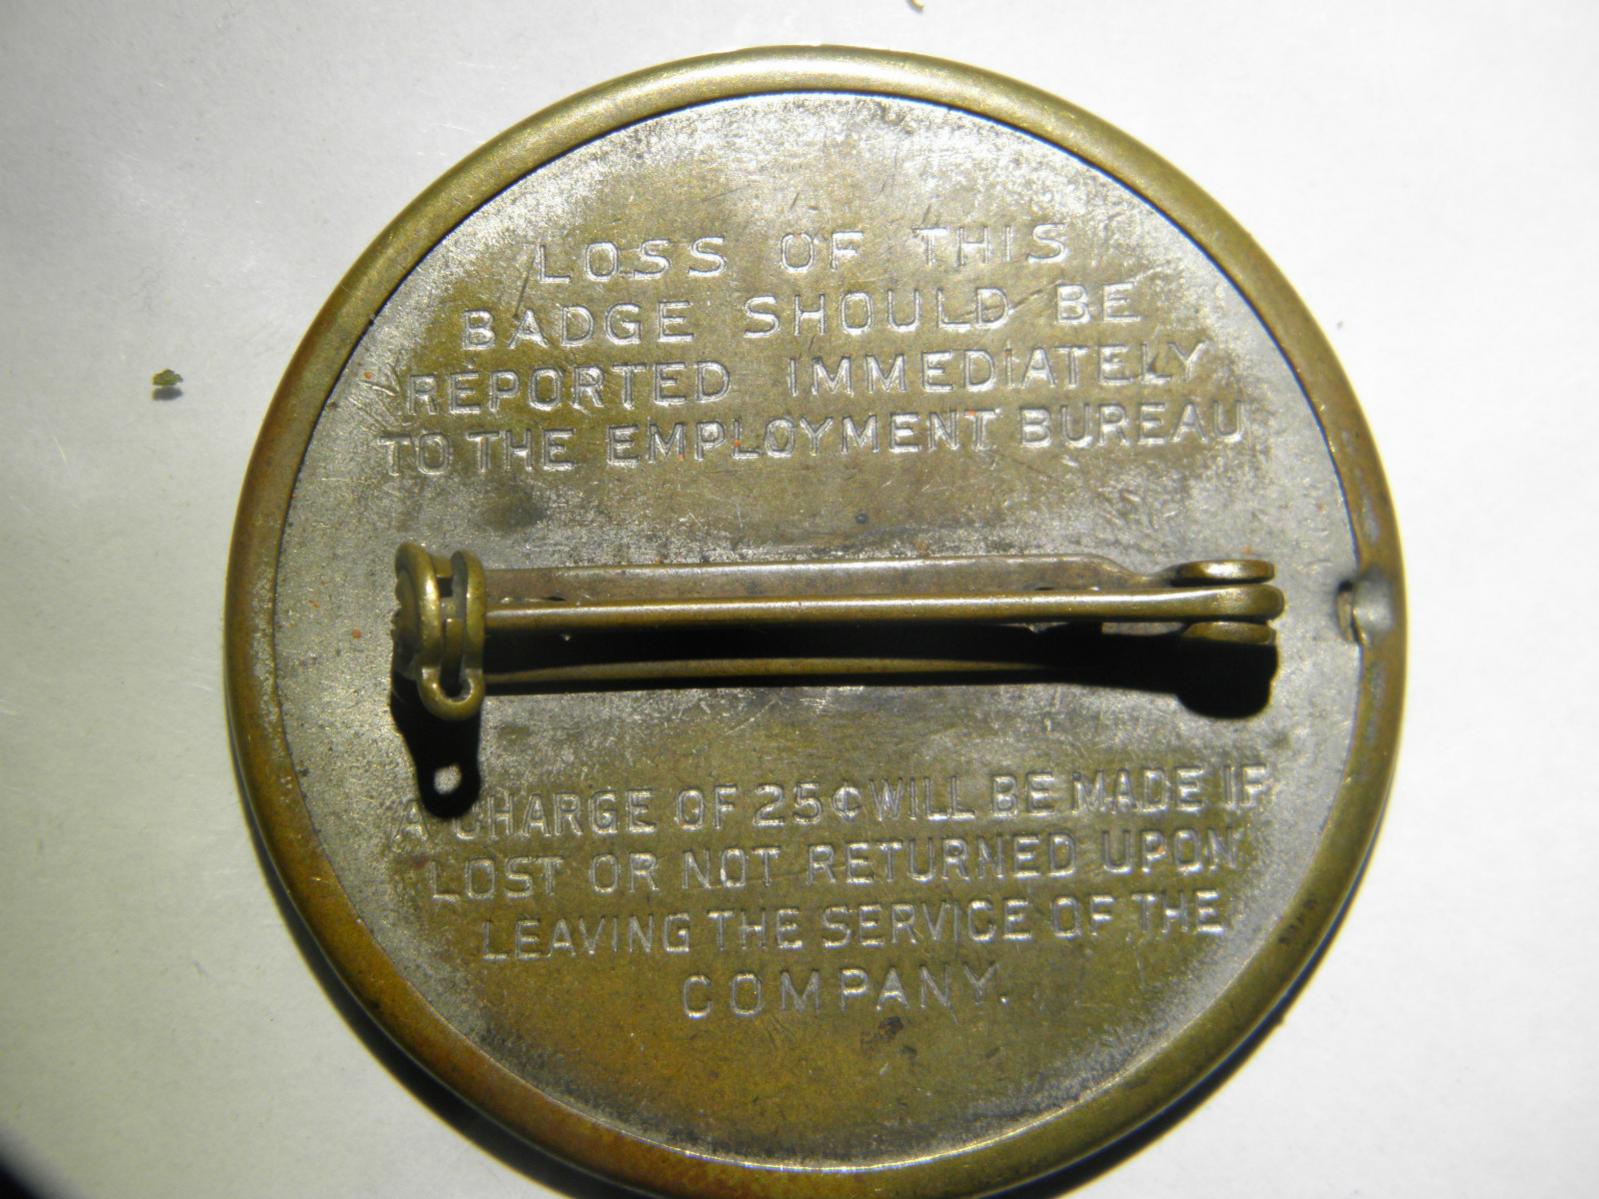 LOSS OF THIS
BADGE SHOULD BE
REPORTED IMMEDIATELY
TO THE EMPLOYMENT BUREAU
A CHARGE OF 25¢ WILL BE MADE IF
LOST OR NOT RETURNED UPON
LEAVING THE SERVICE OF THE
COMPANY.